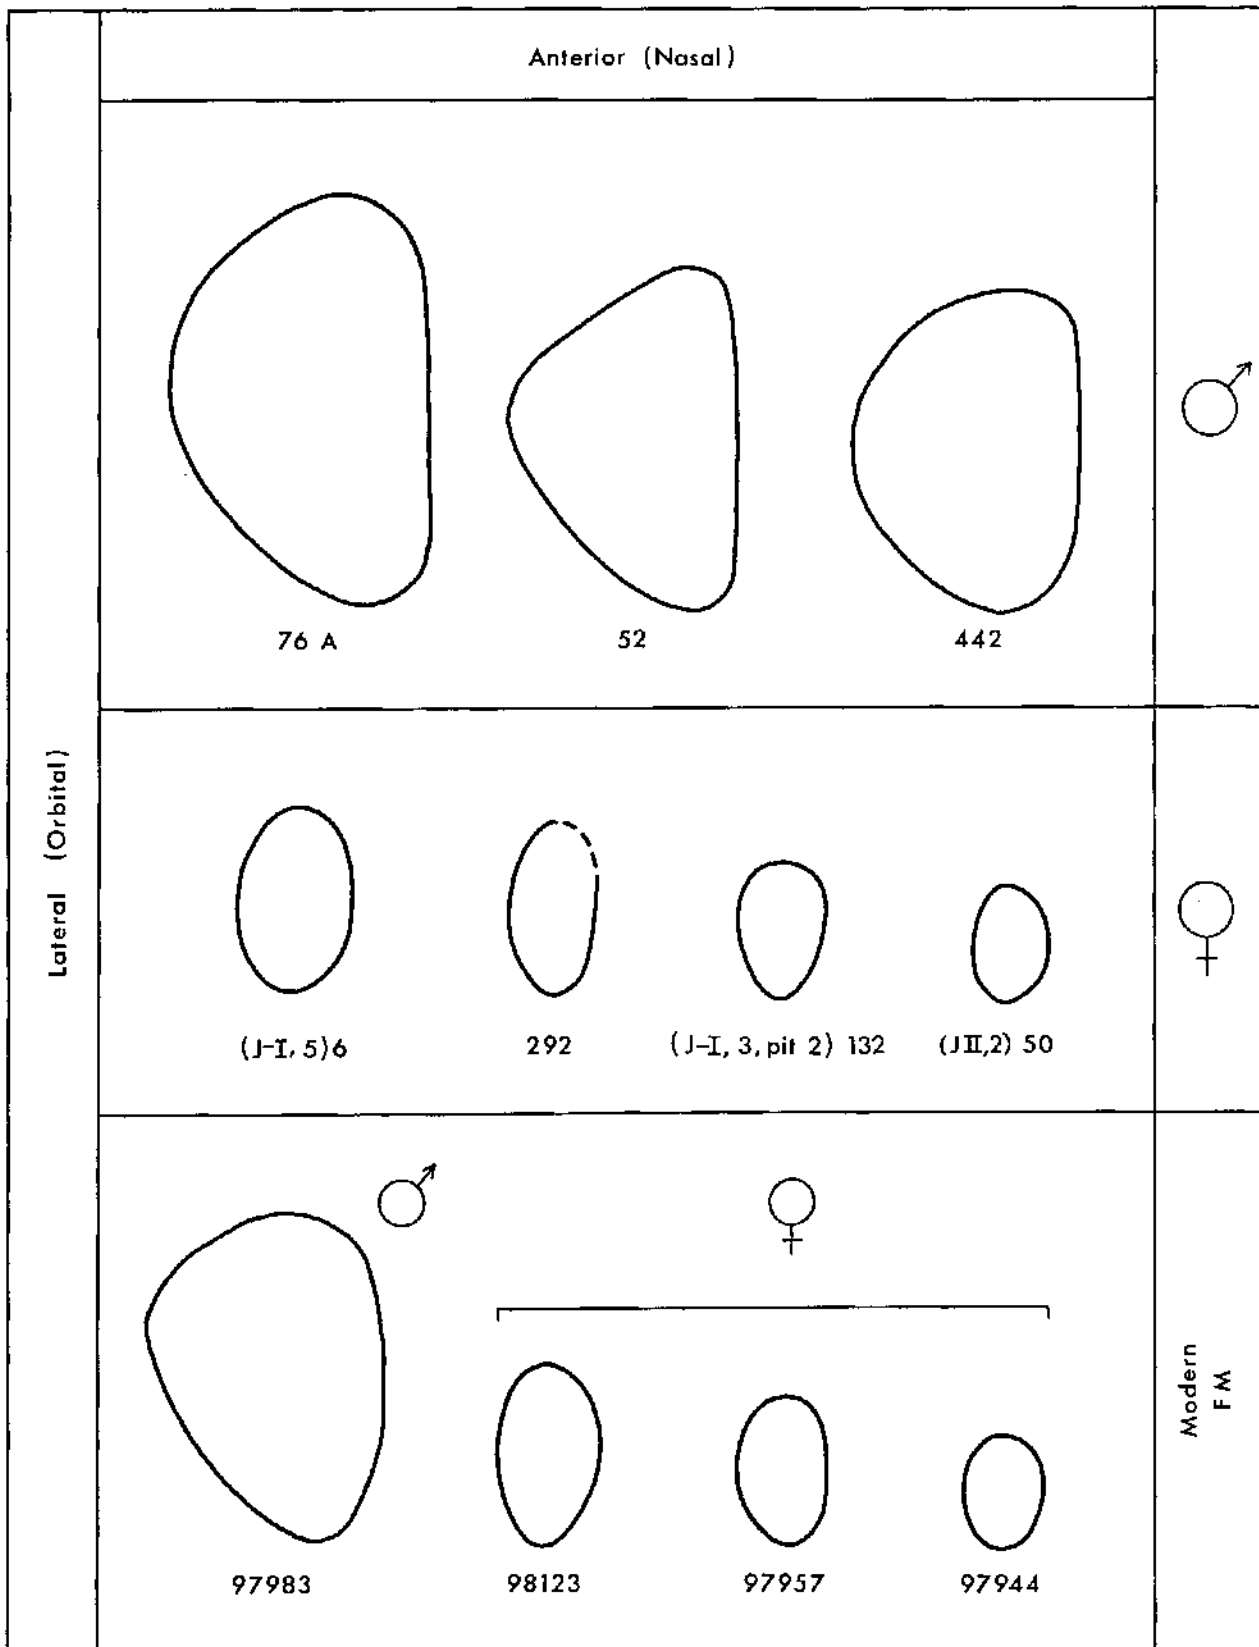 Anterior (Nasal)
Lateral (Orbital)
76 A
52
442
♂
(J-I, 5)6
292
(J-I, 3, pit 2) 132
(JII,2) 50
♀
♂
♀
97983
98123
97957
97944
Modern
FM